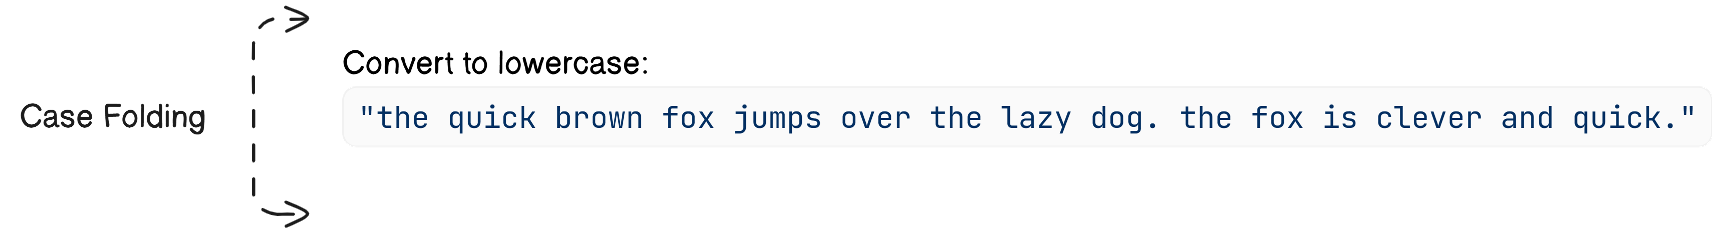 Case Folding
Convert to lowercase:
"the quick brown fox jumps over the lazy dog. the fox is clever and quick."